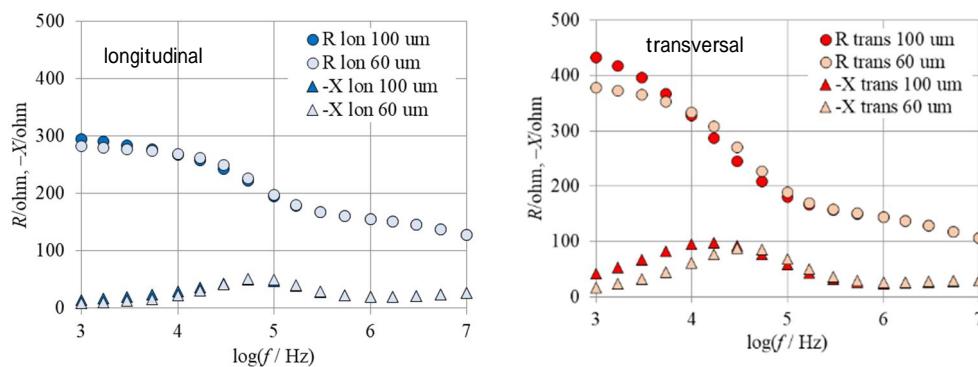 longitudinal
R lon 100 um
R lon 60 um
-X lon 100 um
-X lon 60 um
R/ohm, −X/ohm
500
400
300
200
100
0
3 4 5 6 7
log(f / Hz)
transversal
R trans 100 um
R trans 60 um
-X trans 100 um
-X trans 60 um
R/ohm, −X/ohm
500
400
300
200
100
0
3 4 5 6 7
log(f / Hz)